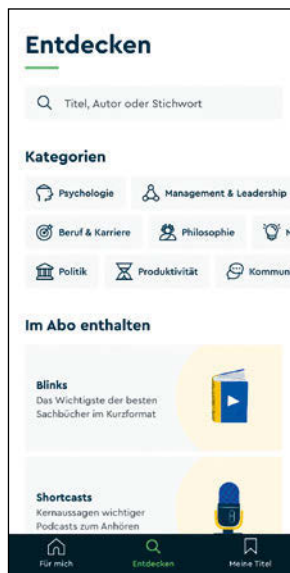 Entdecken
Titel, Autor oder Stichwort
Kategorien
Psychologie
Management & Leadership
Beruf & Karriere
Philosophie
Politik
Produktivität
Im Abo enthalten
Blinks
Das Wichtigste der besten
Sachbücher im Kurzformat
Shortcasts
Kernaussagen wichtiger
Podcasts zum Anhören
Für mich
Entdecken
Meine Titel